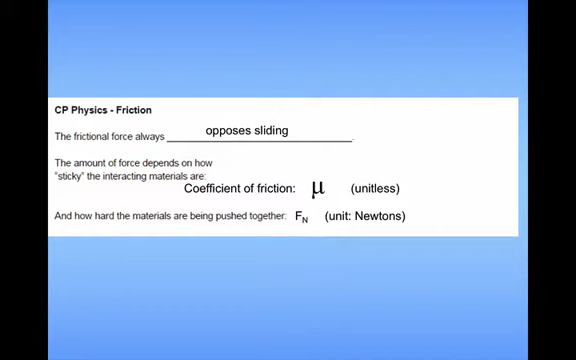 CP Physics - Friction
The frictional force always opposes sliding.
The amount of force depends on how
"sticky" the interacting materials are:
Coefficient of friction: μ (unitless)
And how hard the materials are being pushed together: FN (unit: Newtons)